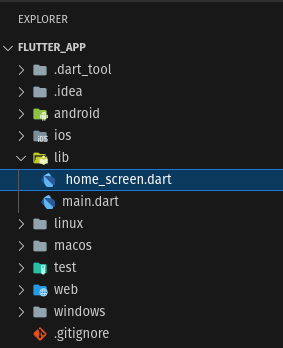 EXPLORER
FLUTTER_APP
.dart_tool
.idea
android
ios
lib
home_screen.dart
main.dart
linux
macos
test
web
windows
.gitignore